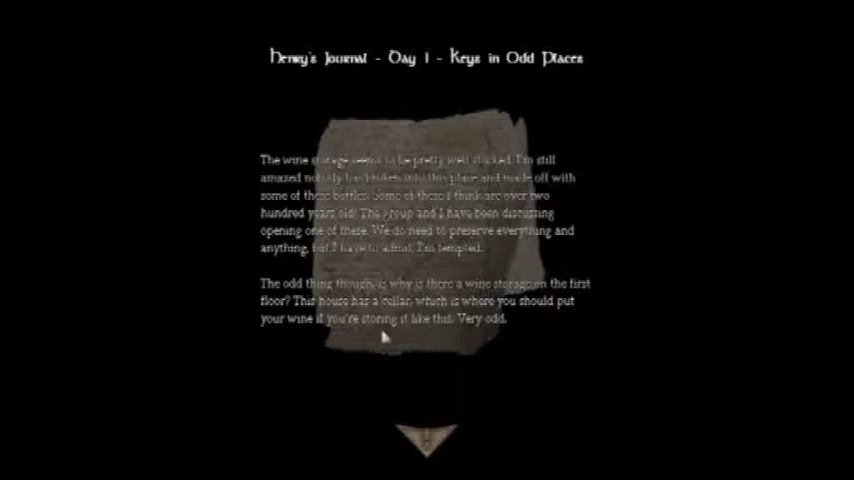 Henry's Journal - Day 1 - Keys in Odd Places
The wine storage seems to be pretty well stocked. I'm still
amazed nobody has broken into this place and made off with
some of these bottles. Some of these I think are over two
hundred years old! The group and I have been discussing
opening one of these. We do need to preserve everything and
anything, but I have to admit, I'm tempted.
The odd thing though, is why is there a wine storage on the first
floor? This house has a cellar, which is where you should put
your wine if you're storing it like this. Very odd.